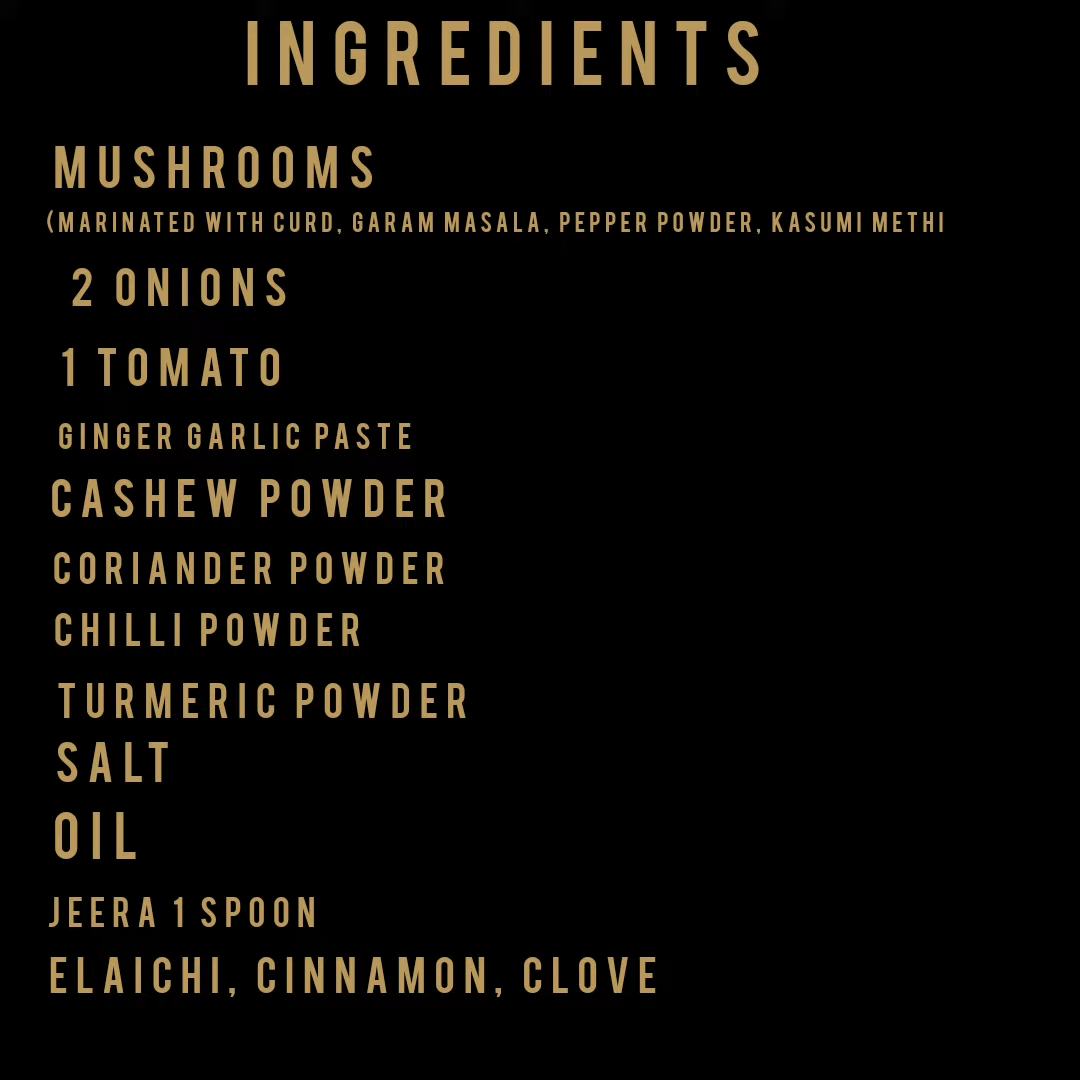 INGREDIENTS
MUSHROOMS
(MARINATED WITH CURD, GARAM MASALA, PEPPER POWDER, KASUMI METHI
2 ONIONS
1 TOMATO
GINGER GARLIC PASTE
CASHEW POWDER
CORIANDER POWDER
CHILLI POWDER
TURMERIC POWDER
SALT
OIL
JEERA 1 SPOON
ELAICHI, CINNAMON, CLOVE